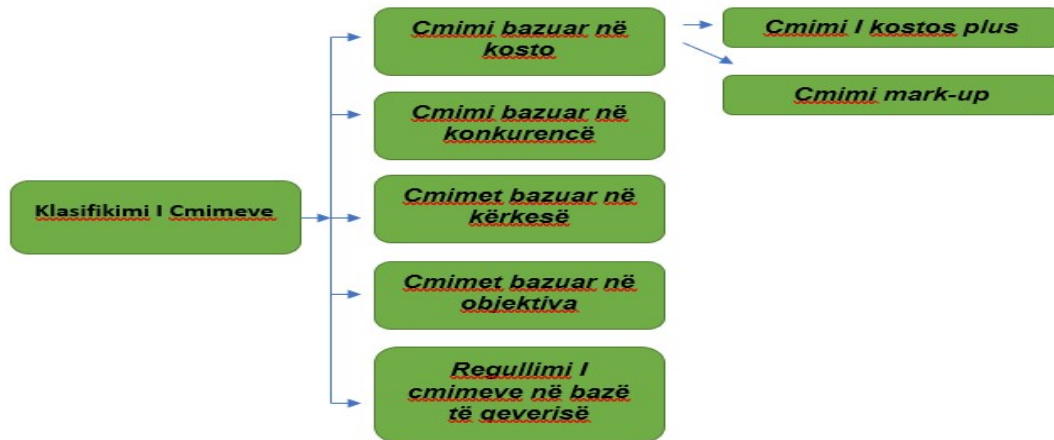 Klasifikimi I Cmimeve
Cmimi bazuar në
kosto
Cmimi I kostos plus
Cmimi mark-up
Cmimi bazuar në
konkurencë
Cmimet bazuar në
kërkesë
Cmimet bazuar në
objektiva
Regullimi I
cmimeve në bazë
të qeverisë